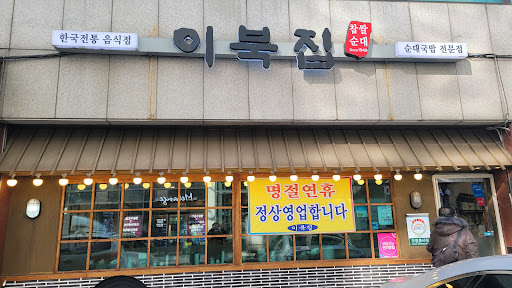 한국전통 음식점
이북집
찹쌀
순대
순대국밥 전문점
명절연휴
정상영업합니다
이북집